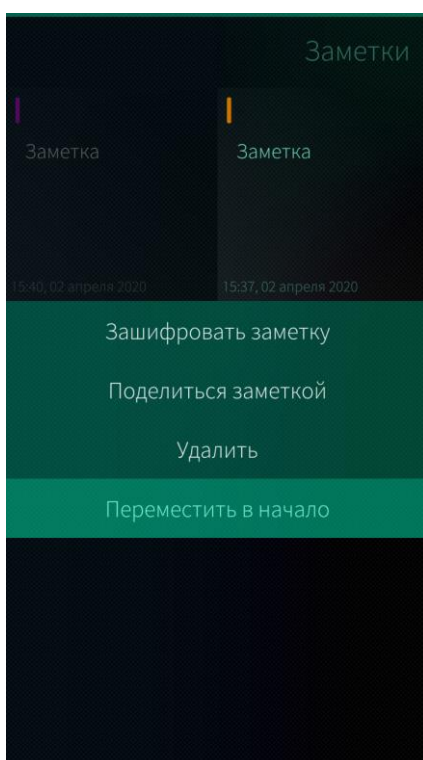 Заметки
Заметка
Заметка
15:40, 02 апреля 2020
15:37, 02 апреля 2020
Зашифровать заметку
Поделиться заметкой
Удалить
Переместить в начало